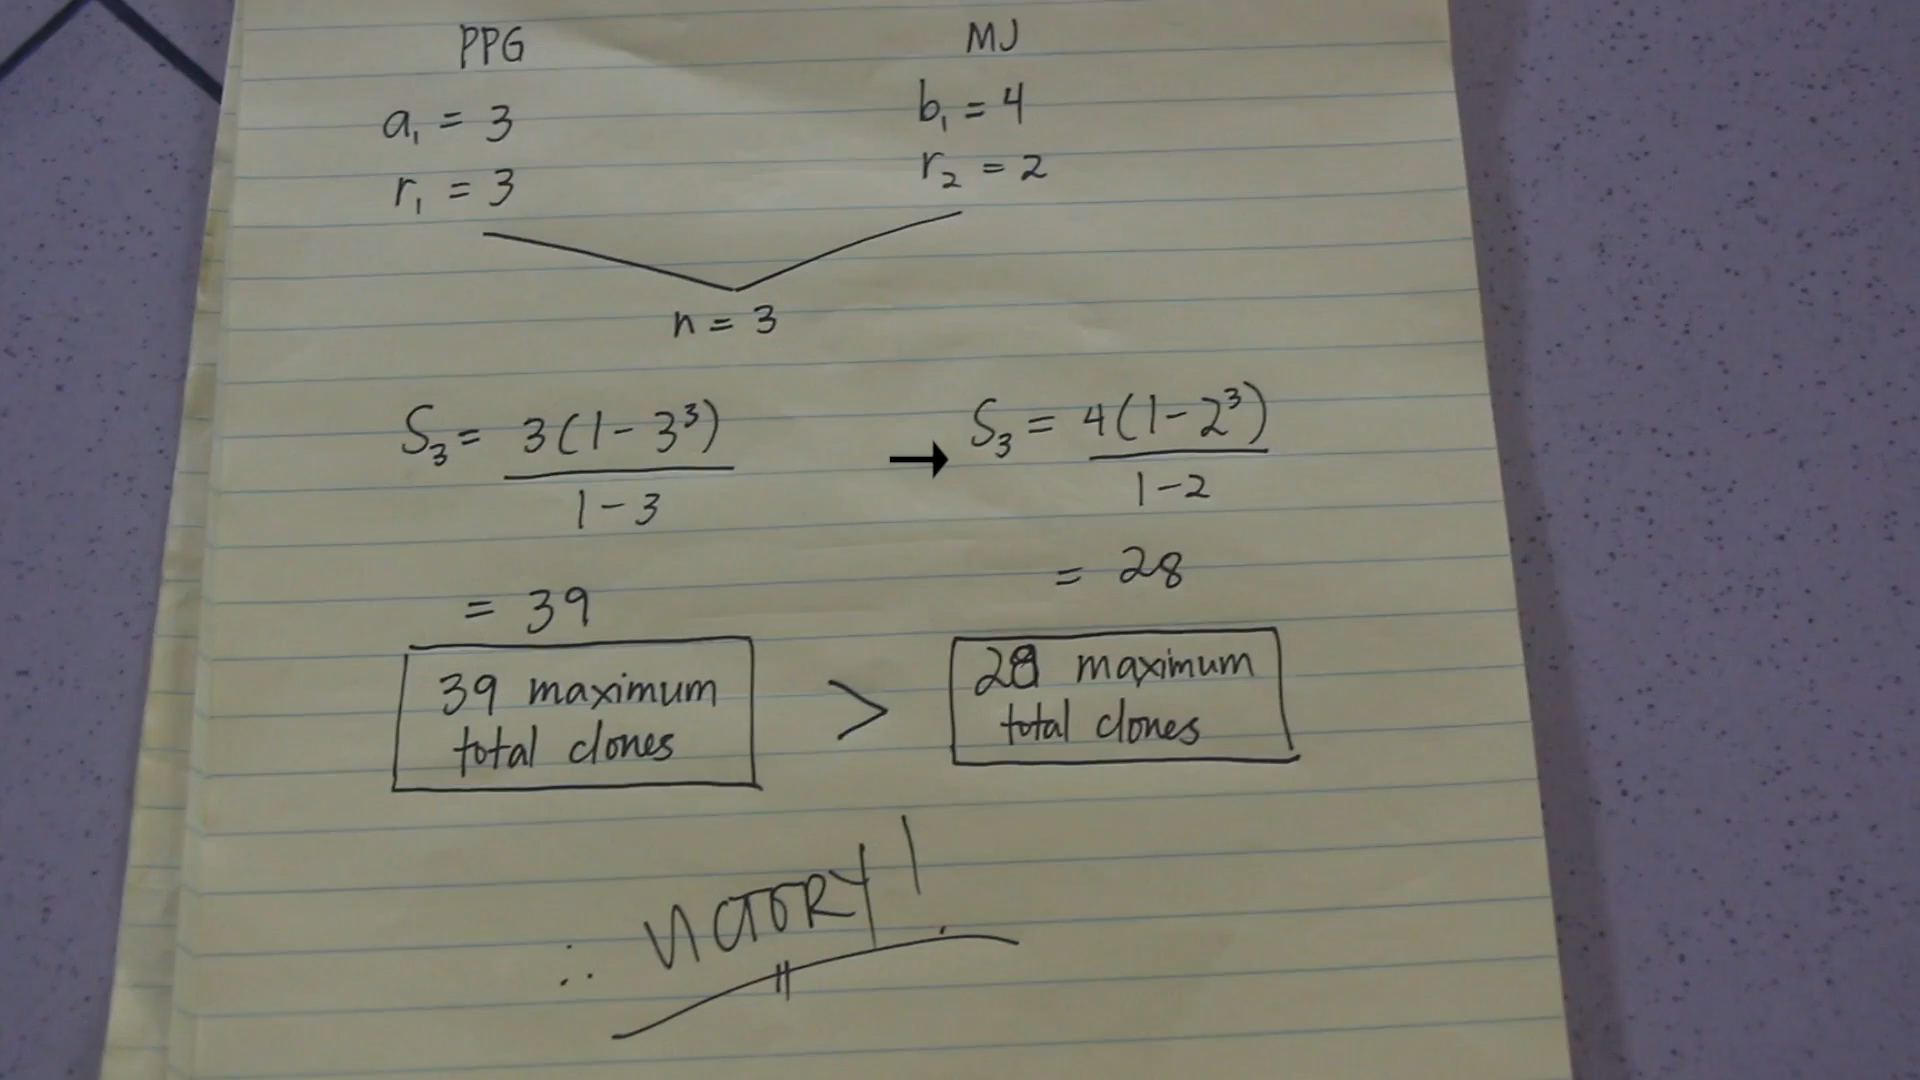 PPG
MJ
a₁ = 3
b₁ = 4
r₁ = 3
r₂ = 2
n = 3
S₃ = 3(1-3³)
1-3
→ S₃ = 4(1-2³)
1-2
= 39
= 28
39 maximum
total clones
>
28 maximum
total clones
∴ VICTORY!